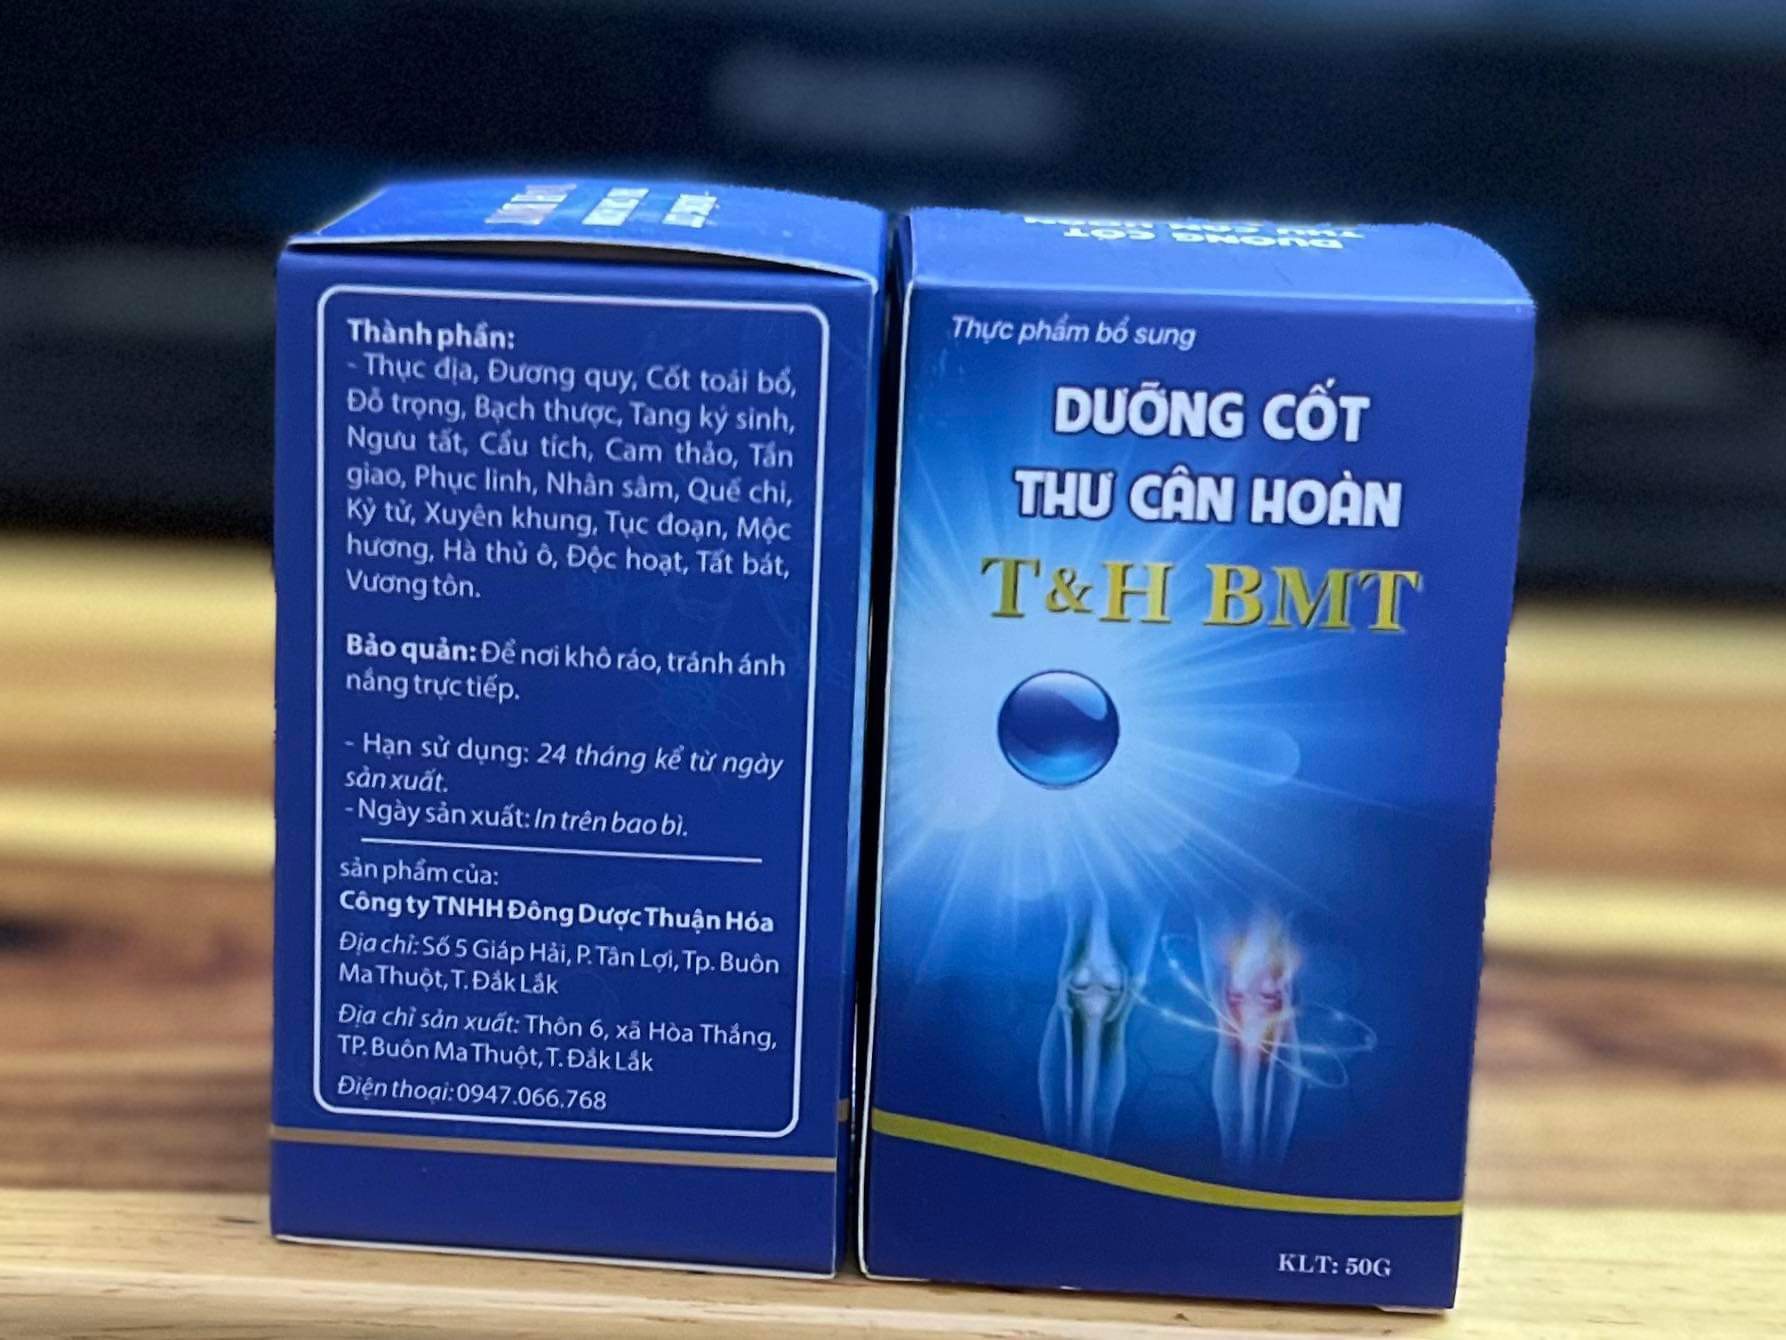 Thành phần:
- Thục địa, Đương quy, Cốt toái bổ,
Đỗ trọng, Bạch thược, Tang ký sinh,
Ngưu tất, Cẩu tích, Cam thảo, Tần
giao, Phục linh, Nhân sâm, Quế chi,
Kỷ tử, Xuyên khung, Tục đoạn, Mộc
hương, Hà thủ ô, Độc hoạt, Tất bát,
Vương tôn.
Bảo quản: Để nơi khô ráo, tránh ánh
nắng trực tiếp.
- Hạn sử dụng: 24 tháng kể từ ngày
sản xuất.
- Ngày sản xuất: In trên bao bì.
sản phẩm của:
Công ty TNHH Đông Dược Thuận Hóa
Địa chỉ: Số 5 Giáp Hải, P. Tân Lợi, Tp. Buôn
Ma Thuột, T. Đắk Lắk
Địa chỉ sản xuất: Thôn 6, xã Hòa Thắng,
TP. Buôn Ma Thuột, T. Đắk Lắk
Điện thoại: 0947.066.768
DƯỠNG CỐT
THƯ CÂN HOÀN
Thực phẩm bổ sung
DƯỠNG CỐT
THƯ CÂN HOÀN
T&H BMT
KLT: 50G